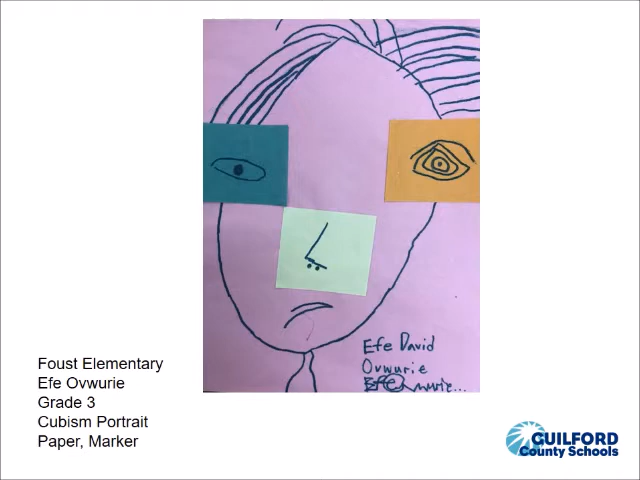 Efe David
Ovwurie
Foust Elementary
Efe Ovwurie
Grade 3
Cubism Portrait
Paper, Marker
GUILFORD
County Schools